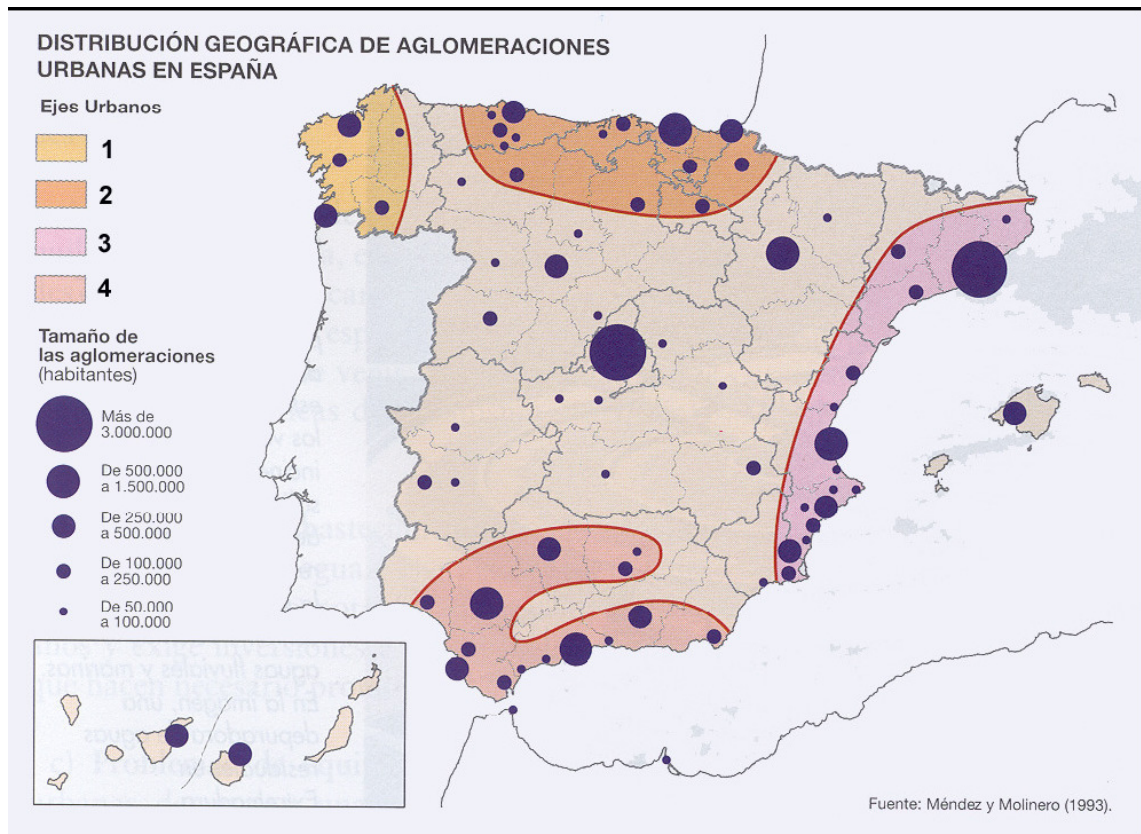 DISTRIBUCIÓN GEOGRÁFICA DE AGLOMERACIONES
URBANAS EN ESPAÑA
Ejes Urbanos
1
2
3
4
Tamaño de
las aglomeraciones
(habitantes)
Más de
3.000.000
De 500.000
a 1.500.000
De 250.000
a 500.000
De 100.000
a 250.000
De 50.000
a 100.000
Fuente: Méndez y Molinero (1993).